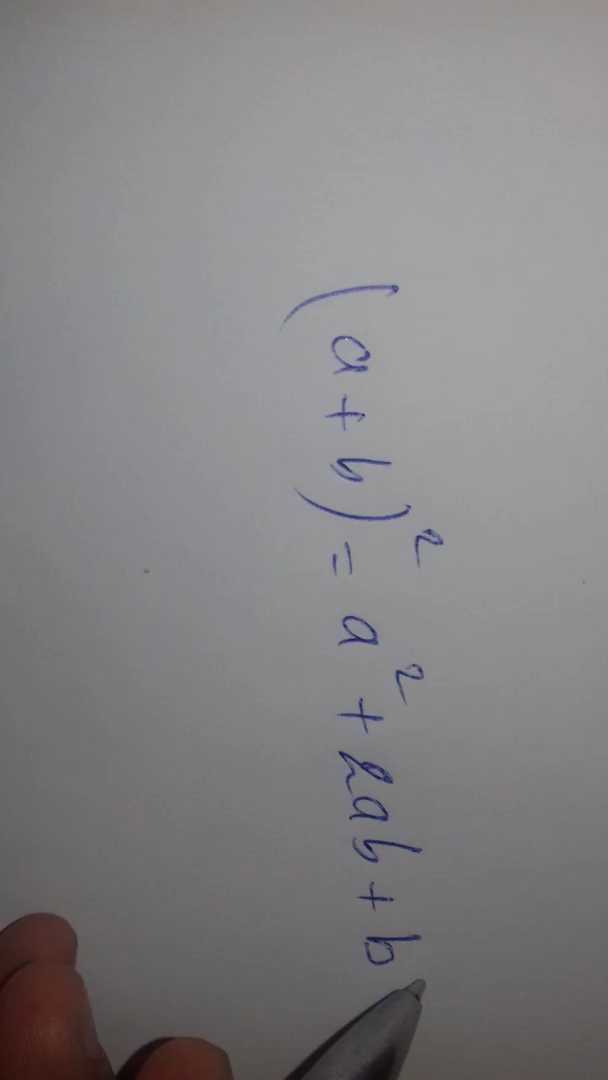 (a+b)² = a² + 2ab + b